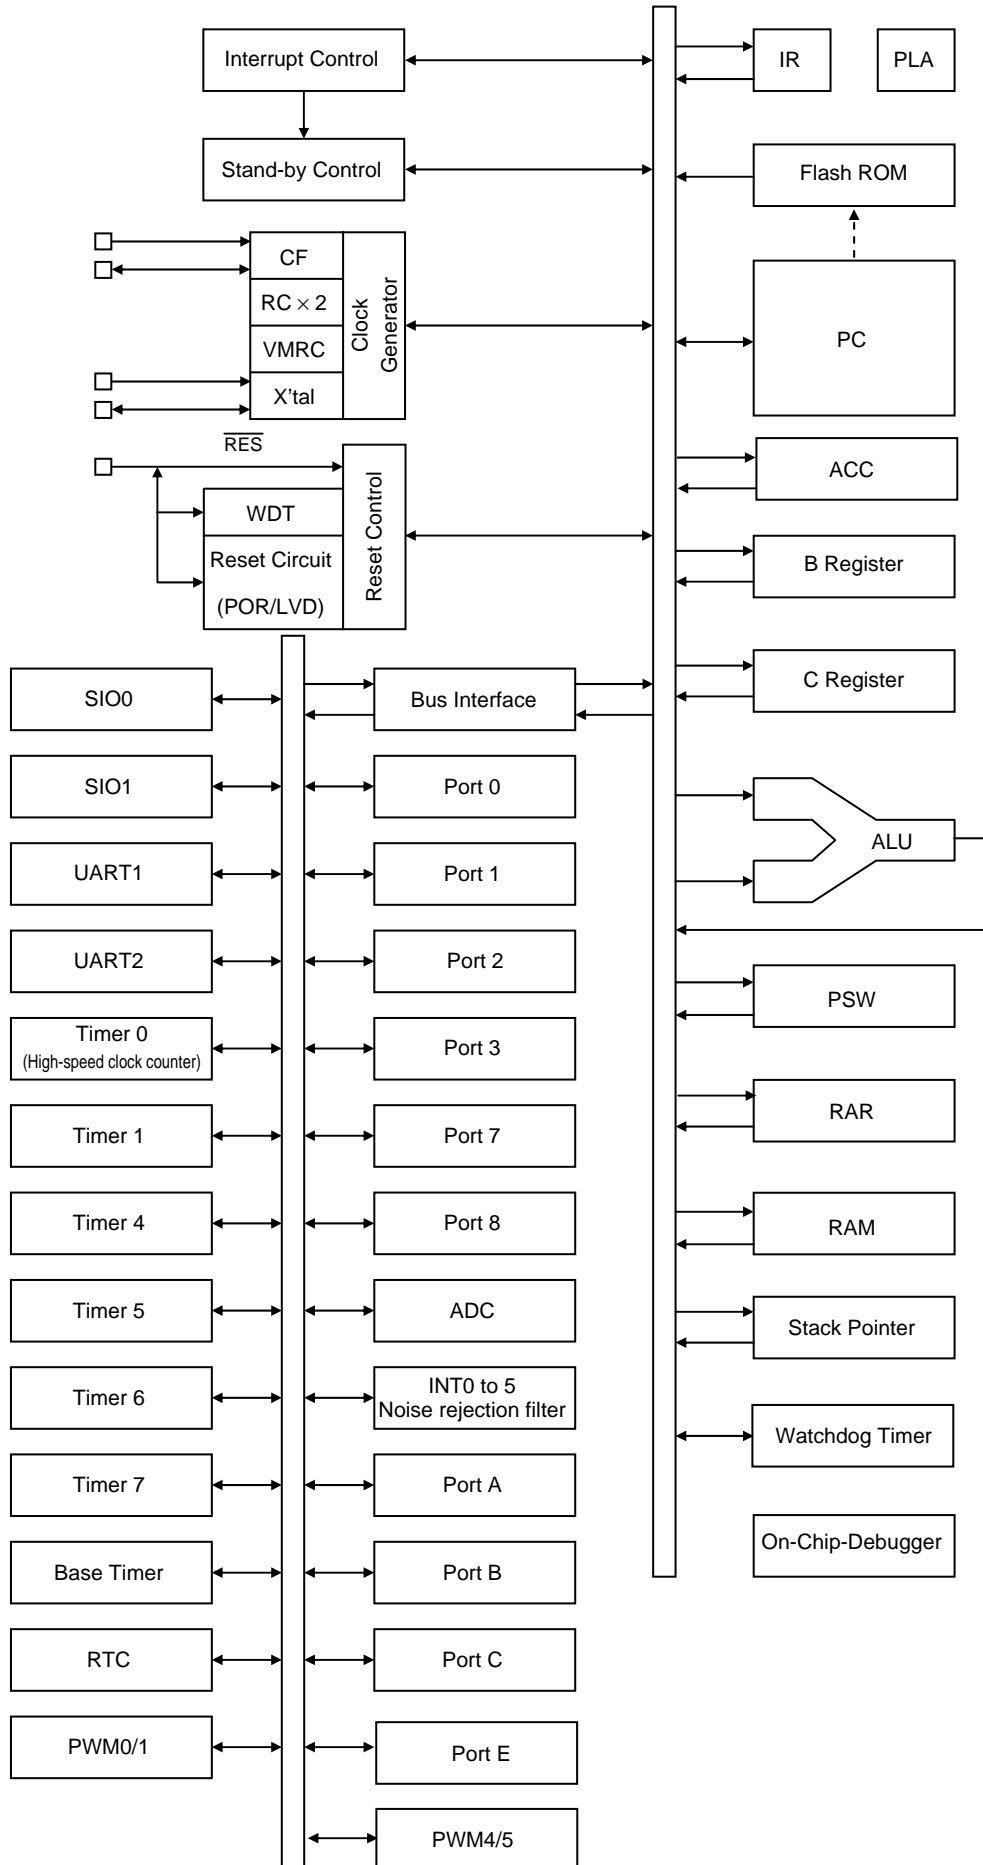 Interrupt Control
IR
PLA
Stand-by Control
Flash ROM
CF
RC × 2
VMRC
X'tal
Clock
Generator
PC
RES
WDT
Reset Circuit
(POR/LVD)
Reset Control
ACC
B Register
C Register
SIO0
Bus Interface
SIO1
Port 0
ALU
UART1
Port 1
UART2
Port 2
PSW
Timer 0
(High-speed clock counter)
Port 3
RAR
Timer 1
Port 7
Timer 4
Port 8
RAM
Timer 5
ADC
Stack Pointer
Timer 6
INT0 to 5
Noise rejection filter
Watchdog Timer
Timer 7
Port A
On-Chip-Debugger
Base Timer
Port B
RTC
Port C
PWM0/1
Port E
PWM4/5